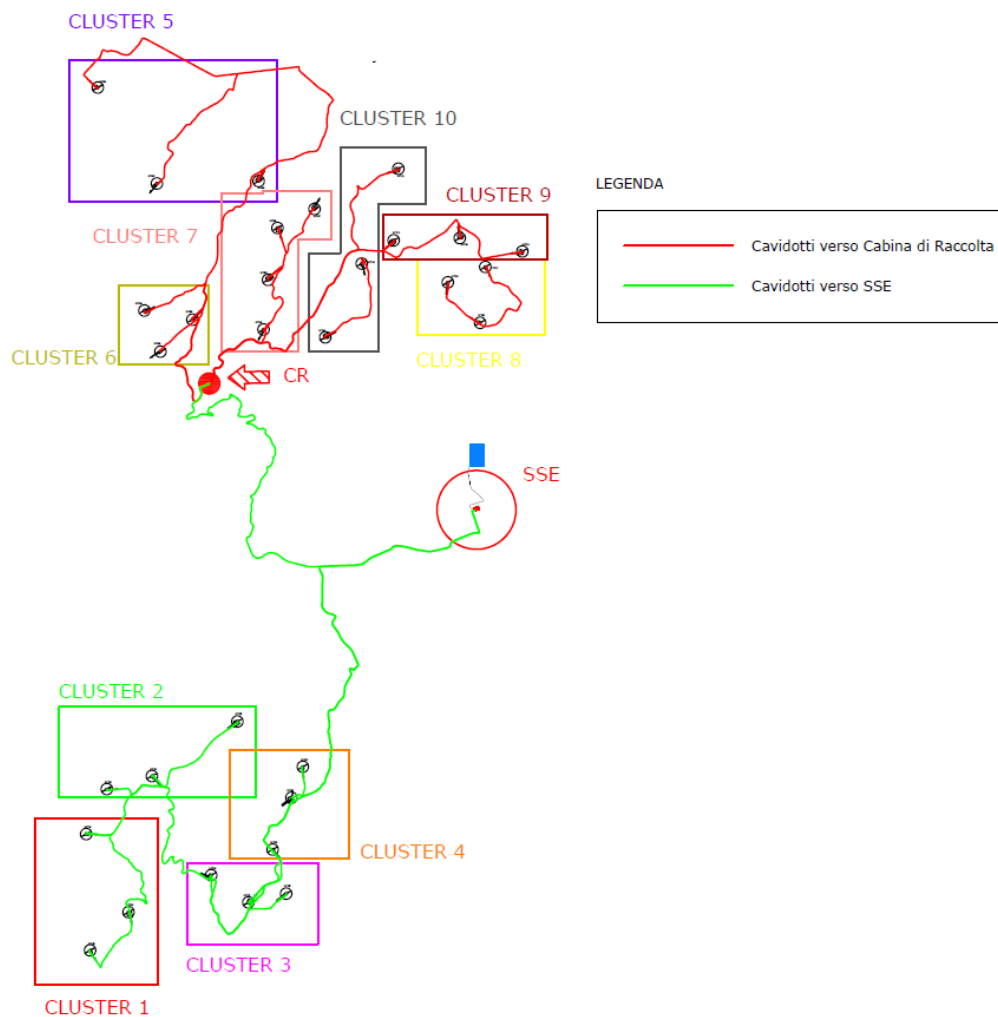 CLUSTER 5
CLUSTER 10
LEGENDA
CLUSTER 9
CLUSTER 7
Cavidotti verso Cabina di Raccolta
Cavidotti verso SSE
CLUSTER 6
CLUSTER 8
CR
SSE
CLUSTER 2
CLUSTER 4
CLUSTER 3
CLUSTER 1